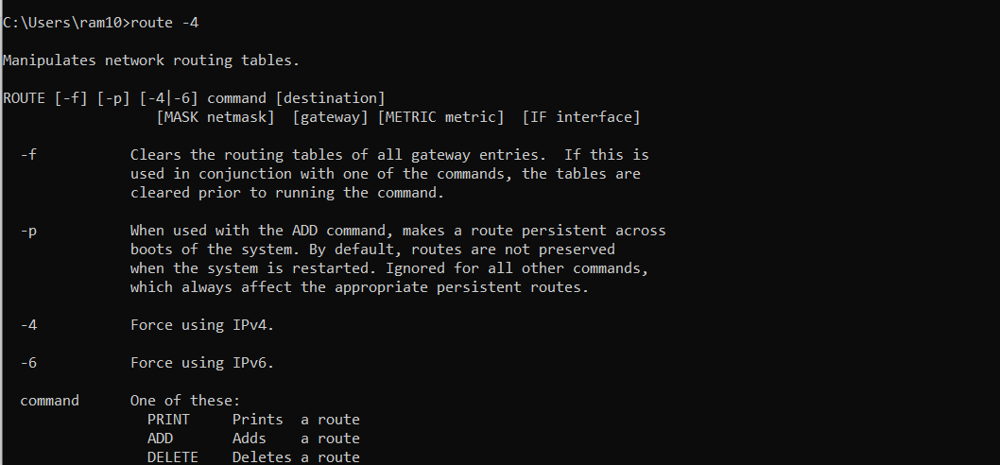 C:\Users\ram10>route -4
Manipulates network routing tables.
ROUTE [-f] [-p] [-4|-6] command [destination]
[MASK netmask]  [gateway] [METRIC metric]  [IF interface]
-f           Clears the routing tables of all gateway entries.  If this is
used in conjunction with one of the commands, the tables are
cleared prior to running the command.
-p           When used with the ADD command, makes a route persistent across
boots of the system. By default, routes are not preserved
when the system is restarted. Ignored for all other commands,
which always affect the appropriate persistent routes.
-4           Force using IPv4.
-6           Force using IPv6.
command      One of these:
PRINT     Prints  a route
ADD       Adds    a route
DELETE    Deletes a route